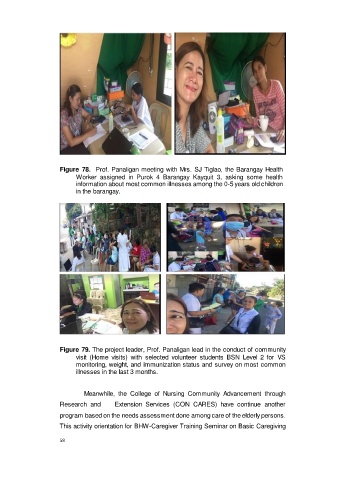 Figure 78. Prof. Panaligan meeting with Mrs. SJ Tiglao, the Barangay Health
Worker assigned in Purok 4 Barangay Kayquit 3, asking some health
information about most common illnesses among the 0-5 years old children
in the barangay.
Figure 79. The project leader, Prof. Panaligan lead in the conduct of community
visit (Home visits) with selected volunteer students BSN Level 2 for VS
monitoring, weight, and immunization status and survey on most common
illnesses in the last 3 months.
Meanwhile, the College of Nursing Community Advancement through
Research and Extension Services (CON CARES) have continue another
program based on the needs assessment done among care of the elderly persons.
This activity orientation for BHW-Caregiver Training Seminar on Basic Caregiving